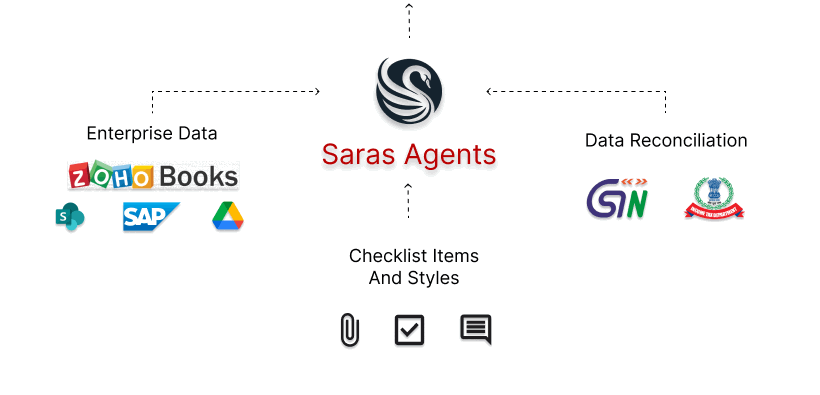 Saras Agents
Enterprise Data
ZOHO Books
S
SAP
Data Reconciliation
GSTN
INCOME TAX DEPARTMENT
Checklist Items
And Styles